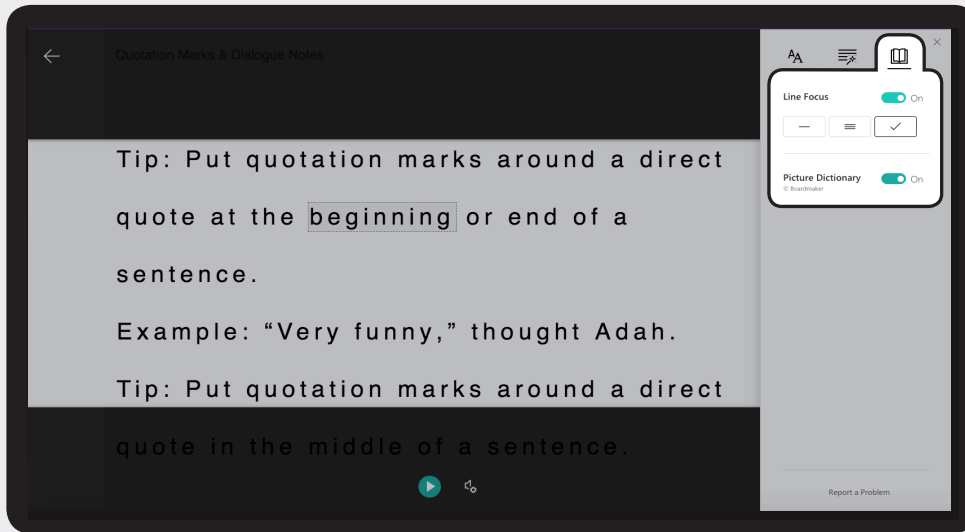 Quotation Marks & Dialogue Notes
Tip: Put quotation marks around a direct
quote at the beginning or end of a
sentence.
Example: “Very funny,” thought Adah.
Tip: Put quotation marks around a direct
quote in the middle of a sentence.
AA
Line Focus On
Picture Dictionary On
© Boardmaker
Report a Problem